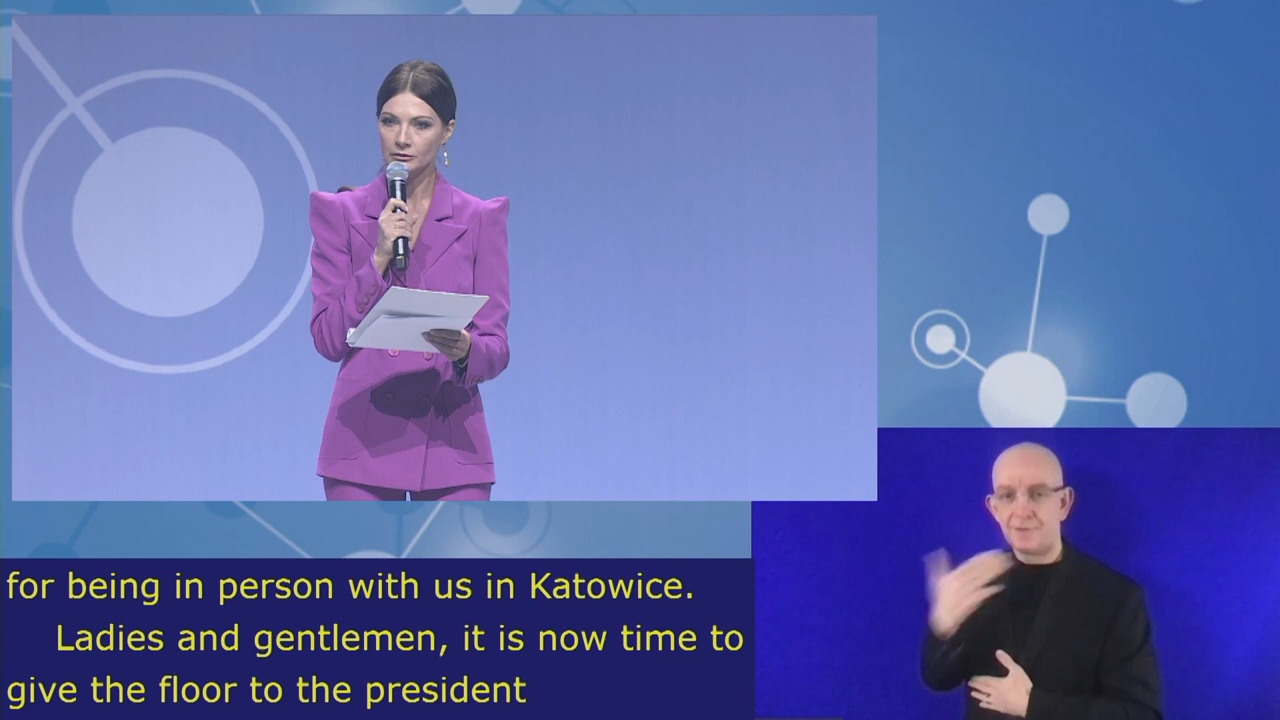 for being in person with us in Katowice.
Ladies and gentlemen, it is now time to
give the floor to the president